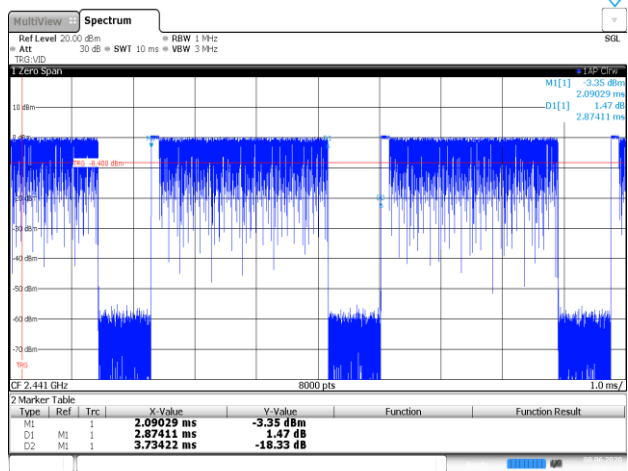 MultiView Spectrum
Ref Level 20.00 dBm RBW 1 MHz SGL
Att 30 dB SWT 10 ms VBW 3 MHz
TRG:VID
1 Zero Span 1AP Clrw
M1[1] -3.35 dBm
2.09029 ms
D1[1] 1.47 dB
2.87411 ms
10 dBm
0 dBm
TRG -8.400 dBm
-20 dBm
-30 dBm
-40 dBm
-50 dBm
-60 dBm
-70 dBm
TRG
CF 2.441 GHz 8000 pts 1.0 ms/
2 Marker Table
Type Ref Trc X-Value Y-Value Function Function Result
M1 1 2.09029 ms -3.35 dBm
D1 M1 1 2.87411 ms 1.47 dB
D2 M1 1 3.73422 ms -18.33 dB